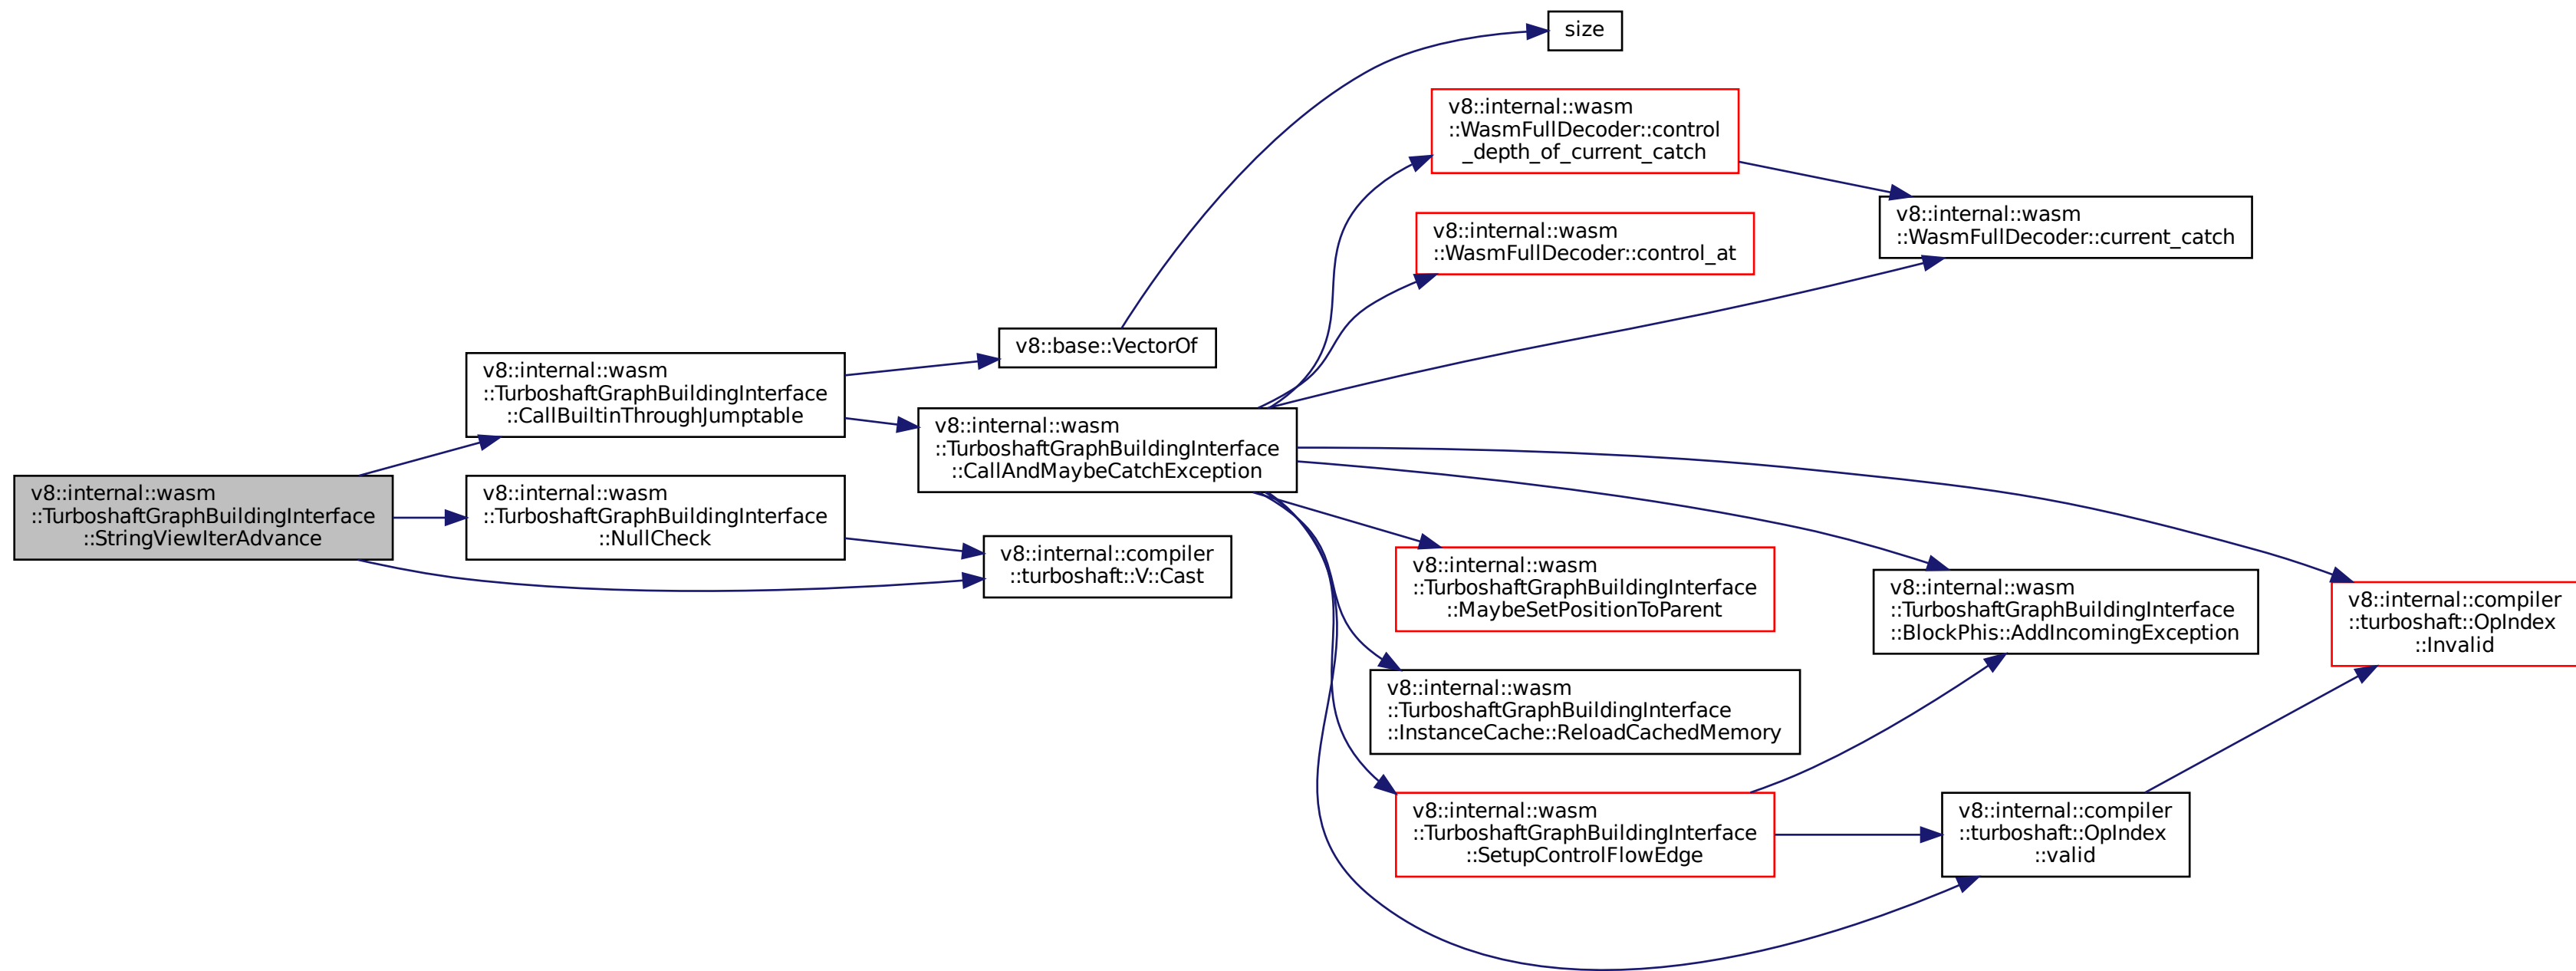 size
v8::internal::wasm
::WasmFullDecoder::control
_depth_of_current_catch
v8::internal::wasm
::WasmFullDecoder::current_catch
v8::internal::wasm
::WasmFullDecoder::control_at
v8::base::VectorOf
v8::internal::wasm
::TurboshaftGraphBuildingInterface
::CallBuiltinThroughJumptable
v8::internal::wasm
::TurboshaftGraphBuildingInterface
::CallAndMaybeCatchException
v8::internal::wasm
::TurboshaftGraphBuildingInterface
::StringViewIterAdvance
v8::internal::wasm
::TurboshaftGraphBuildingInterface
::NullCheck
v8::internal::compiler
::turboshaft::V::Cast
v8::internal::wasm
::TurboshaftGraphBuildingInterface
::MaybeSetPositionToParent
v8::internal::wasm
::TurboshaftGraphBuildingInterface
::BlockPhis::AddIncomingException
v8::internal::compiler
::turboshaft::OpIndex
::Invalid
v8::internal::wasm
::TurboshaftGraphBuildingInterface
::InstanceCache::ReloadCachedMemory
v8::internal::wasm
::TurboshaftGraphBuildingInterface
::SetupControlFlowEdge
v8::internal::compiler
::turboshaft::OpIndex
::valid